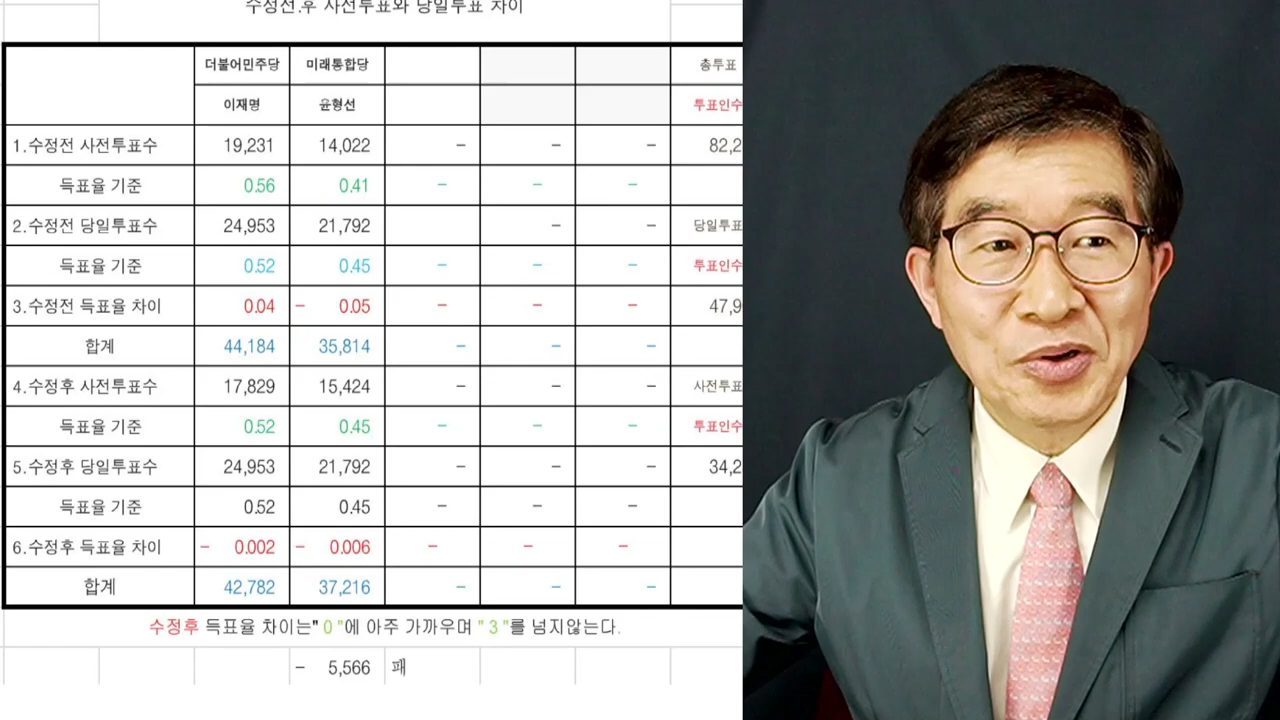 수정전.후 사전투표와 당일투표 차이
더불어민주당 미래통합당 총투표
이재명 윤형선 투표인수
1.수정전 사전투표수 19,231 14,022 - - - 82,2
득표율 기준 0.56 0.41 - - -
2.수정전 당일투표수 24,953 21,792 - - 당일투표
득표율 기준 0.52 0.45 - - - 투표인수
3.수정전 득표율 차이 0.04 - 0.05 - - - 47,9
합계 44,184 35,814 - - -
4.수정후 사전투표수 17,829 15,424 - - - 사전투표
득표율 기준 0.52 0.45 - - - 투표인수
5.수정후 당일투표수 24,953 21,792 - - - 34,2
득표율 기준 0.52 0.45 - - -
6.수정후 득표율 차이 - 0.002 - 0.006 - - -
합계 42,782 37,216 - - -
수정후 득표율 차이는" 0 "에 아주 가까우며 " 3 "를 넘지않는다.
- 5,566 패